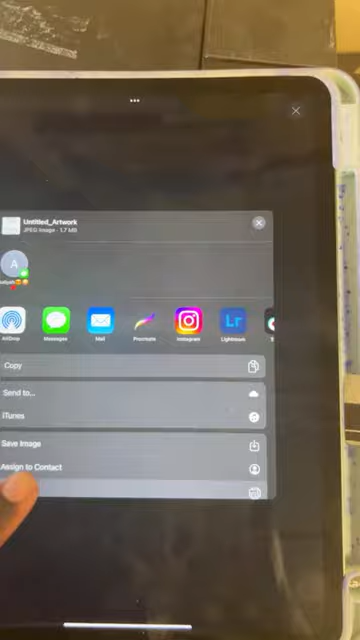 Untitled_Artwork
JPEG Image · 1.7 MB
A
AirDrop
Messages
Mail
Procreate
Instagram
Lr
Lightroom
Copy
Send to...
iTunes
Save Image
Assign to Contact